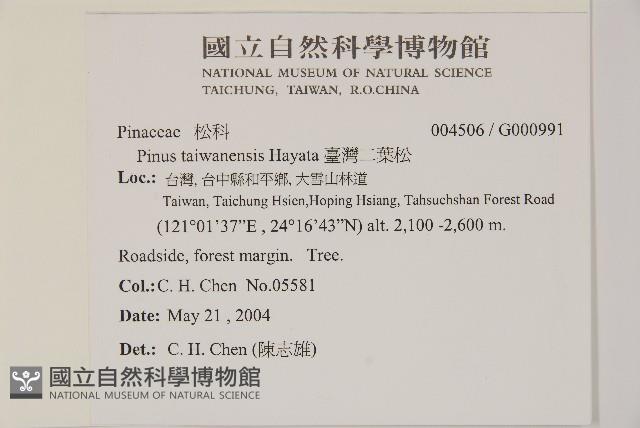 國立自然科學博物館
NATIONAL MUSEUM OF NATURAL SCIENCE
TAICHUNG, TAIWAN, R.O.CHINA
Pinaceae 松科 004506 / G000991
Pinus taiwanensis Hayata 臺灣二葉松
Loc.: 台灣, 台中縣和平鄉, 大雪山林道
Taiwan, Taichung Hsien,Hoping Hsiang, Tahsuchshan Forest Road
(121°01’37”E , 24°16’43”N) alt. 2,100 -2,600 m.
Roadside, forest margin. Tree.
Col.: C. H. Chen No.05581
Date: May 21 , 2004
Det.: C. H. Chen (陳志雄)
國立自然科學博物館
NATIONAL MUSEUM OF NATURAL SCIENCE